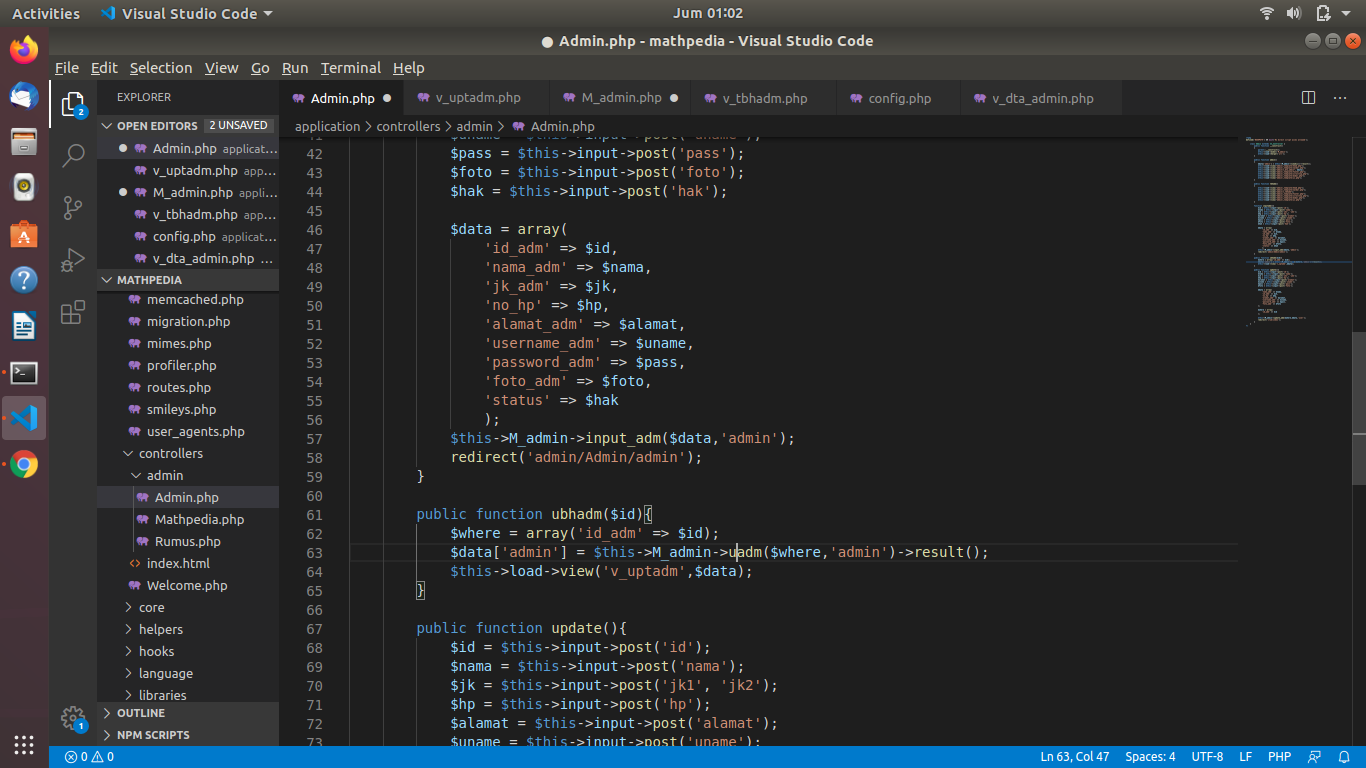 Activities
Visual Studio Code
Jum 01:02
● Admin.php - mathpedia - Visual Studio Code
File Edit Selection View Go Run Terminal Help
2
EXPLORER
OPEN EDITORS 2 UNSAVED
Admin.php applicat...
v_uptadm.php app...
M_admin.php appli...
v_tbhadm.php app...
config.php applicat...
v_dta_admin.php ...
MATHPEDIA
memcached.php
migration.php
mimes.php
profiler.php
routes.php
smileys.php
user_agents.php
controllers
admin
Admin.php
Mathpedia.php
Rumus.php
index.html
Welcome.php
core
helpers
hooks
language
libraries
OUTLINE
NPM SCRIPTS
1
Admin.php ●
v_uptadm.php
M_admin.php ●
v_tbhadm.php
config.php
v_dta_admin.php
application > controllers > admin > Admin.php
41 $uname = $this->input->post('uname');
42 $pass = $this->input->post('pass');
43 $foto = $this->input->post('foto');
44 $hak = $this->input->post('hak');
45
46 $data = array(
47 'id_adm' => $id,
48 'nama_adm' => $nama,
49 'jk_adm' => $jk,
50 'no_hp' => $hp,
51 'alamat_adm' => $alamat,
52 'username_adm' => $uname,
53 'password_adm' => $pass,
54 'foto_adm' => $foto,
55 'status' => $hak
56 );
57 $this->M_admin->input_adm($data,'admin');
58 redirect('admin/Admin/admin');
59 }
60
61 public function ubhadm($id){
62 $where = array('id_adm' => $id);
63 $data['admin'] = $this->M_admin->uadm($where,'admin')->result();
64 $this->load->view('v_uptadm',$data);
65 }
66
67 public function update(){
68 $id = $this->input->post('id');
69 $nama = $this->input->post('nama');
70 $jk = $this->input->post('jk1', 'jk2');
71 $hp = $this->input->post('hp');
72 $alamat = $this->input->post('alamat');
73 $uname = $this->input->post('uname');
0 0
Ln 63, Col 47
Spaces: 4
UTF-8
LF
PHP